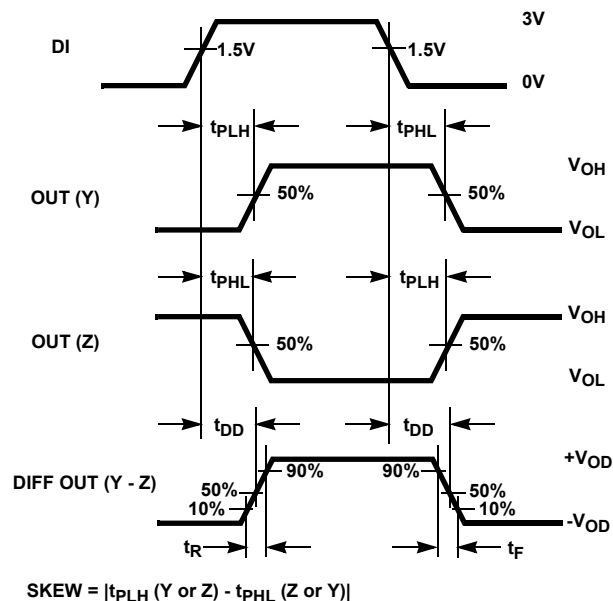 3V
DI
1.5V
1.5V
0V
tPLH
tPHL
VOH
OUT (Y)
50%
50%
VOL
tPHL
tPLH
VOH
OUT (Z)
50%
50%
VOL
tDD
tDD
+VOD
90%
90%
DIFF OUT (Y - Z)
50%
50%
10%
10%
-VOD
tR
tF
SKEW = |tPLH (Y or Z) - tPHL (Z or Y)|